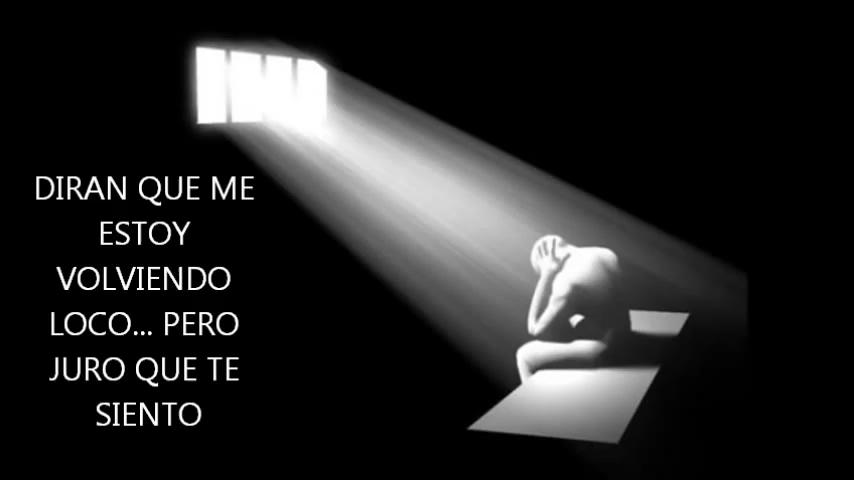 DIRAN QUE ME
ESTOY
VOLVIENDO
LOCO... PERO
JURO QUE TE
SIENTO